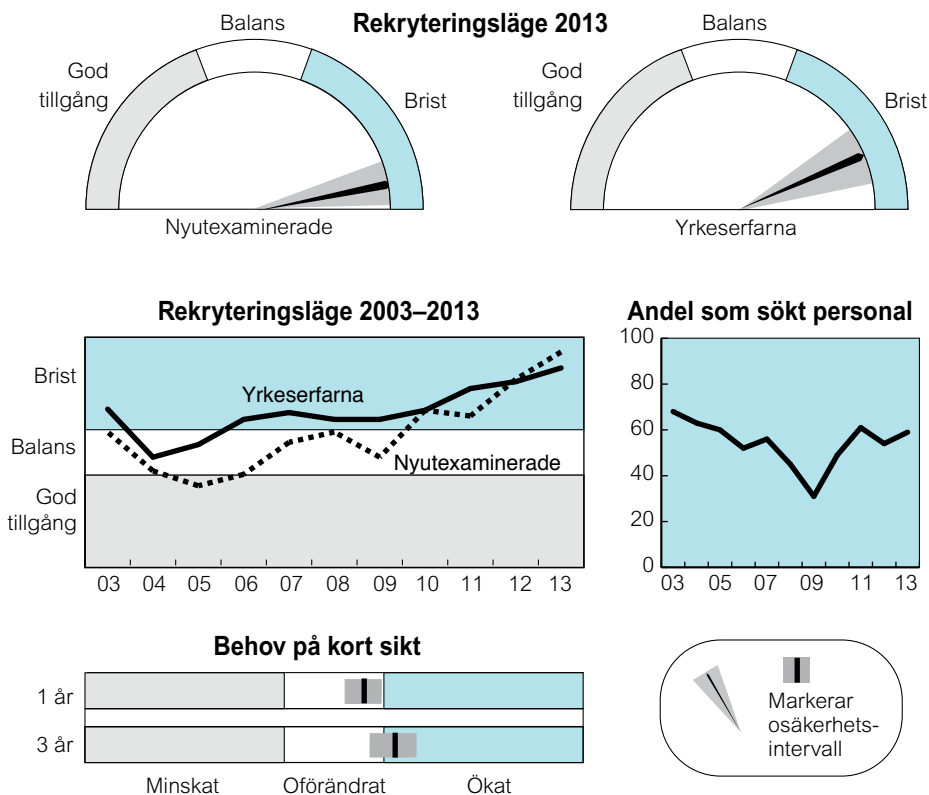 Rekryteringsläge 2013
Balans
God
tillgång
Brist
Nyutexaminerade
Balans
God
tillgång
Brist
Yrkeserfarna
Rekryteringsläge 2003–2013
Brist
Balans
God
tillgång
Yrkeserfarna
Nyutexaminerade
03 04 05 06 07 08 09 10 11 12 13
Andel som sökt personal
100
80
60
40
20
0
03 05 07 09 11 13
Behov på kort sikt
1 år
3 år
Minskat Oförändrat Ökat
Markerar
osäkerhets-
intervall